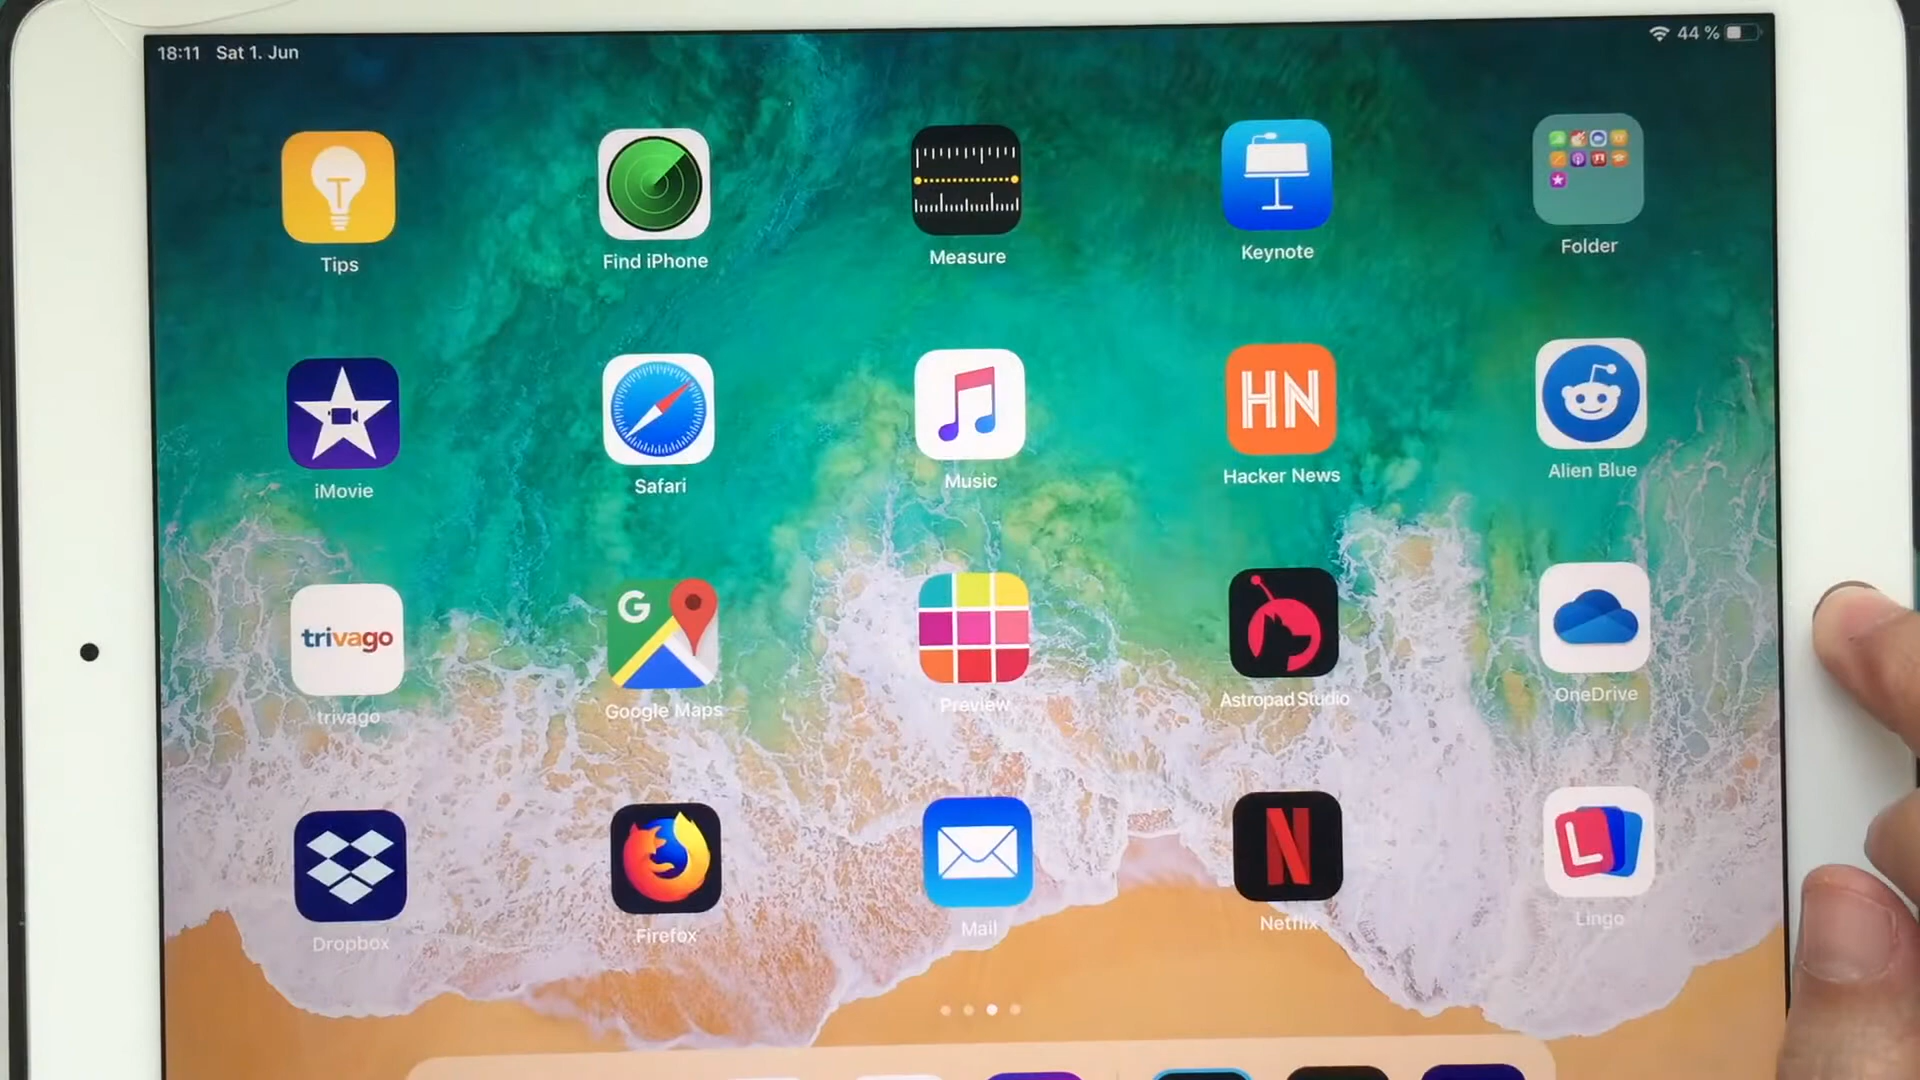 18:11 Sat 1. Jun
44 %
Tips
Find iPhone
Measure
Keynote
Folder
HN
iMovie
Safari
Music
Hacker News
Alien Blue
trivago
G
trivago
Google Maps
Preview
Astropad Studio
OneDrive
N
L
Dropbox
Firefox
Mail
Netflix
Lingo